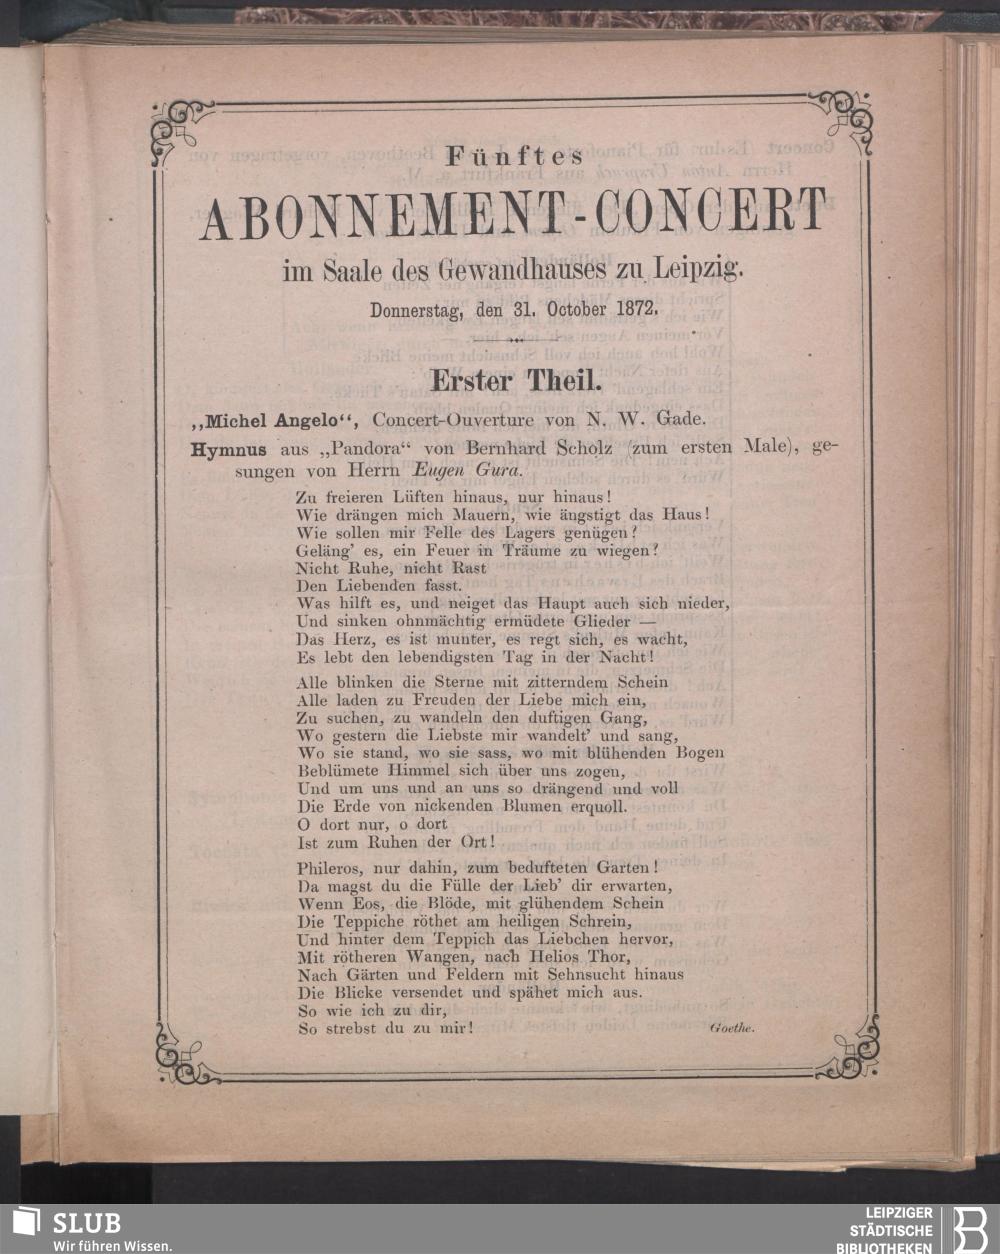 Fünftes
ABONNEMENT-CONCERT
im Saale des Gewandhauses zu Leipzig.
Donnerstag, den 31. October 1872.
Erster Theil.
„Michel Angelo“, Concert-Ouverture von N. W. Gade.
Hymnus aus „Pandora“ von Bernhard Scholz (zum ersten Male), ge-
sungen von Herrn Eugen Gura.
Zu freieren Lüften hinaus, nur hinaus!
Wie drängen mich Mauern, wie ängstigt das Haus!
Wie sollen mir Felle des Lagers genügen?
Geläng’ es, ein Feuer in Träume zu wiegen?
Nicht Ruhe, nicht Rast
Den Liebenden fasst.
Was hilft es, und neiget das Haupt auch sich nieder,
Und sinken ohnmächtig ermüdete Glieder —
Das Herz, es ist munter, es regt sich, es wacht,
Es lebt den lebendigsten Tag in der Nacht!
Alle blinken die Sterne mit zitterndem Schein
Alle laden zu Freuden der Liebe mich ein,
Zu suchen, zu wandeln den duftigen Gang,
Wo gestern die Liebste mir wandelt’ und sang,
Wo sie stand, wo sie sass, wo mit blühenden Bogen
Beblümete Himmel sich über uns zogen,
Und um uns und an uns so drängend und voll
Die Erde von nickenden Blumen erquoll.
O dort nur, o dort
Ist zum Ruhen der Ort!
Phileros, nur dahin, zum bedufteten Garten!
Da magst du die Fülle der Lieb’ dir erwarten,
Wenn Eos, die Blöde, mit glühendem Schein
Die Teppiche röthet am heiligen Schrein,
Und hinter dem Teppich das Liebchen hervor,
Mit rötheren Wangen, nach Helios Thor,
Nach Gärten und Feldern mit Sehnsucht hinaus
Die Blicke versendet und spähet mich aus.
So wie ich zu dir,
So strebst du zu mir!
Goethe.
SLUB
Wir führen Wissen.
LEIPZIGER
STÄDTISCHE
BIBLIOTHEKEN